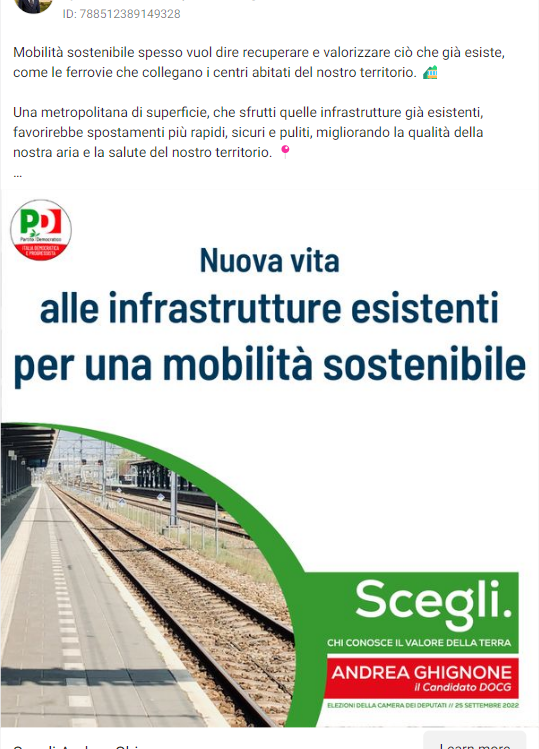 ID: 788512389149328
Mobilità sostenibile spesso vuol dire recuperare e valorizzare ciò che già esiste,
come le ferrovie che collegano i centri abitati del nostro territorio.
Una metropolitana di superficie, che sfrutti quelle infrastrutture già esistenti,
favorirebbe spostamenti più rapidi, sicuri e puliti, migliorando la qualità della
nostra aria e la salute del nostro territorio.
...
PD
Partito Democratico
ITALIA DEMOCRATICA
E PROGRESSISTA
Nuova vita
alle infrastrutture esistenti
per una mobilità sostenibile
Scegli.
CHI CONOSCE IL VALORE DELLA TERRA
ANDREA GHIGNONE
il Candidato DOCG
ELEZIONI DELLA CAMERA DEI DEPUTATI // 25 SETTEMBRE 2022
Learn more